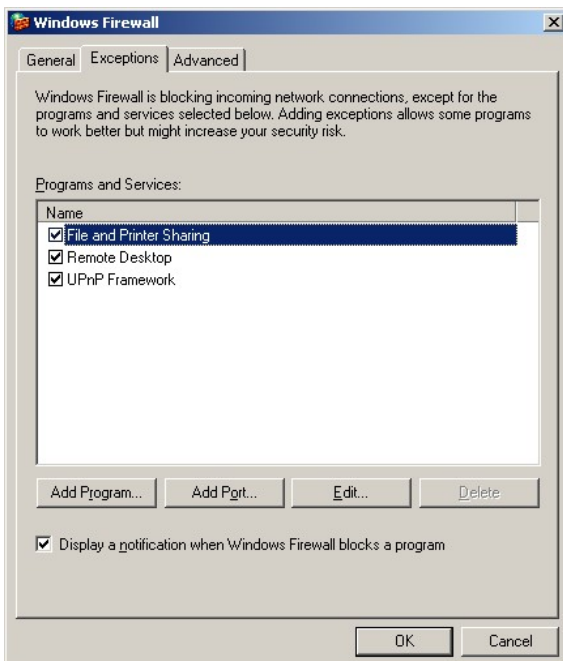 Windows Firewall
General Exceptions Advanced
Windows Firewall is blocking incoming network connections, except for the
programs and services selected below. Adding exceptions allows some programs
to work better but might increase your security risk.
Programs and Services:
Name
File and Printer Sharing
Remote Desktop
UPnP Framework
Add Program... Add Port... Edit... Delete
Display a notification when Windows Firewall blocks a program
OK Cancel